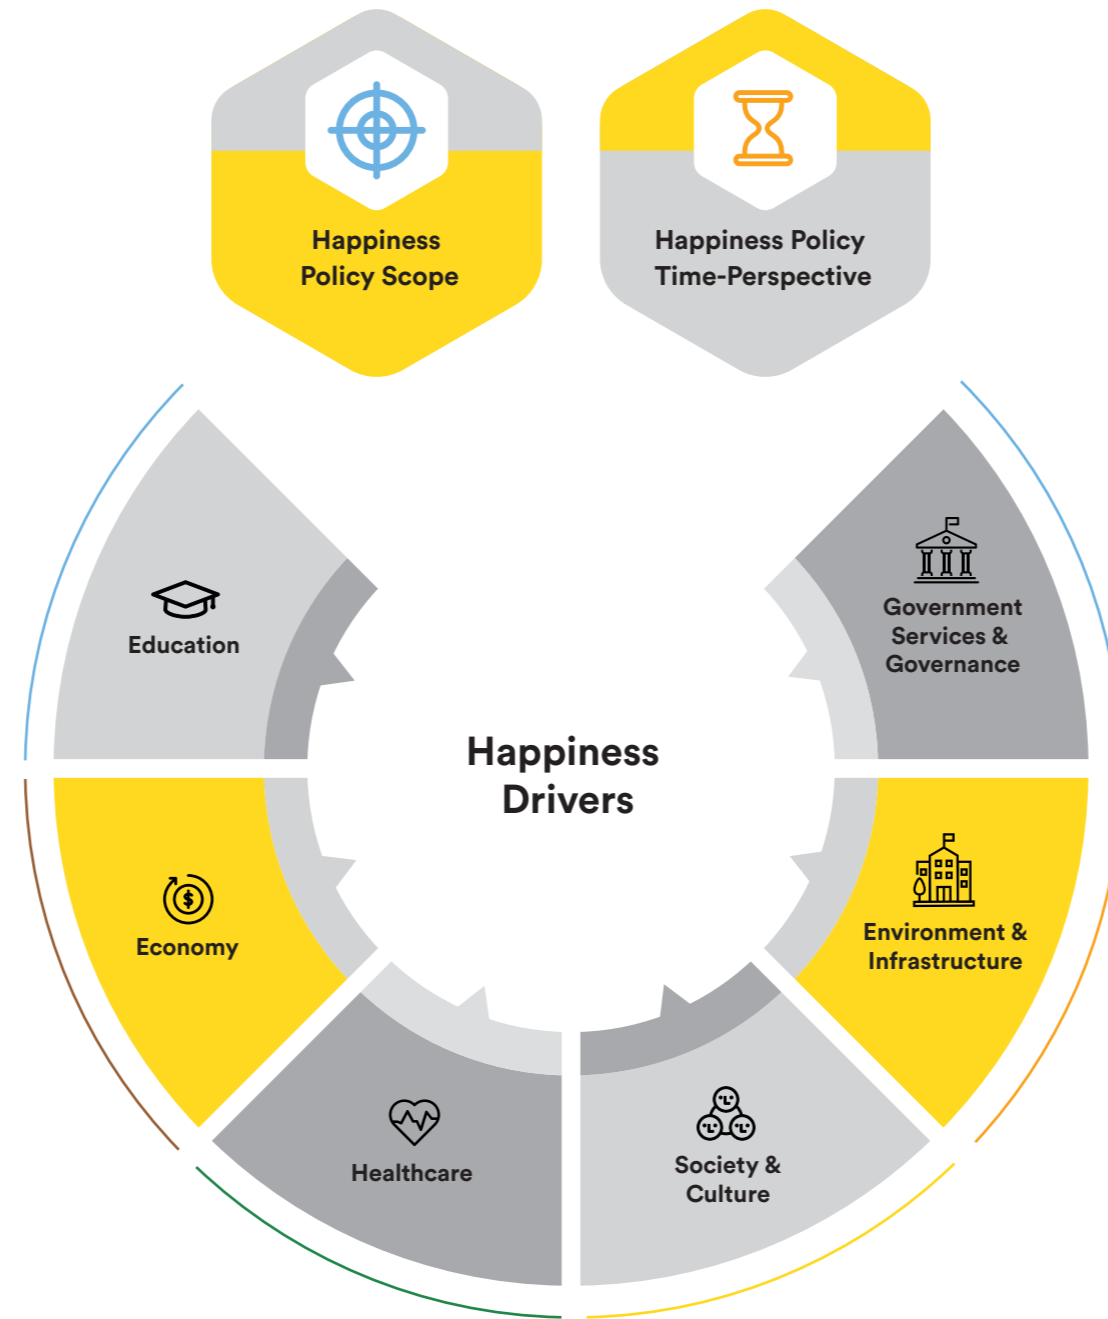 Happiness
Policy Scope
Happiness Policy
Time-Perspective
Education
Government
Services &
Governance
Happiness
Drivers
Economy
Environment &
Infrastructure
Healthcare
Society &
Culture